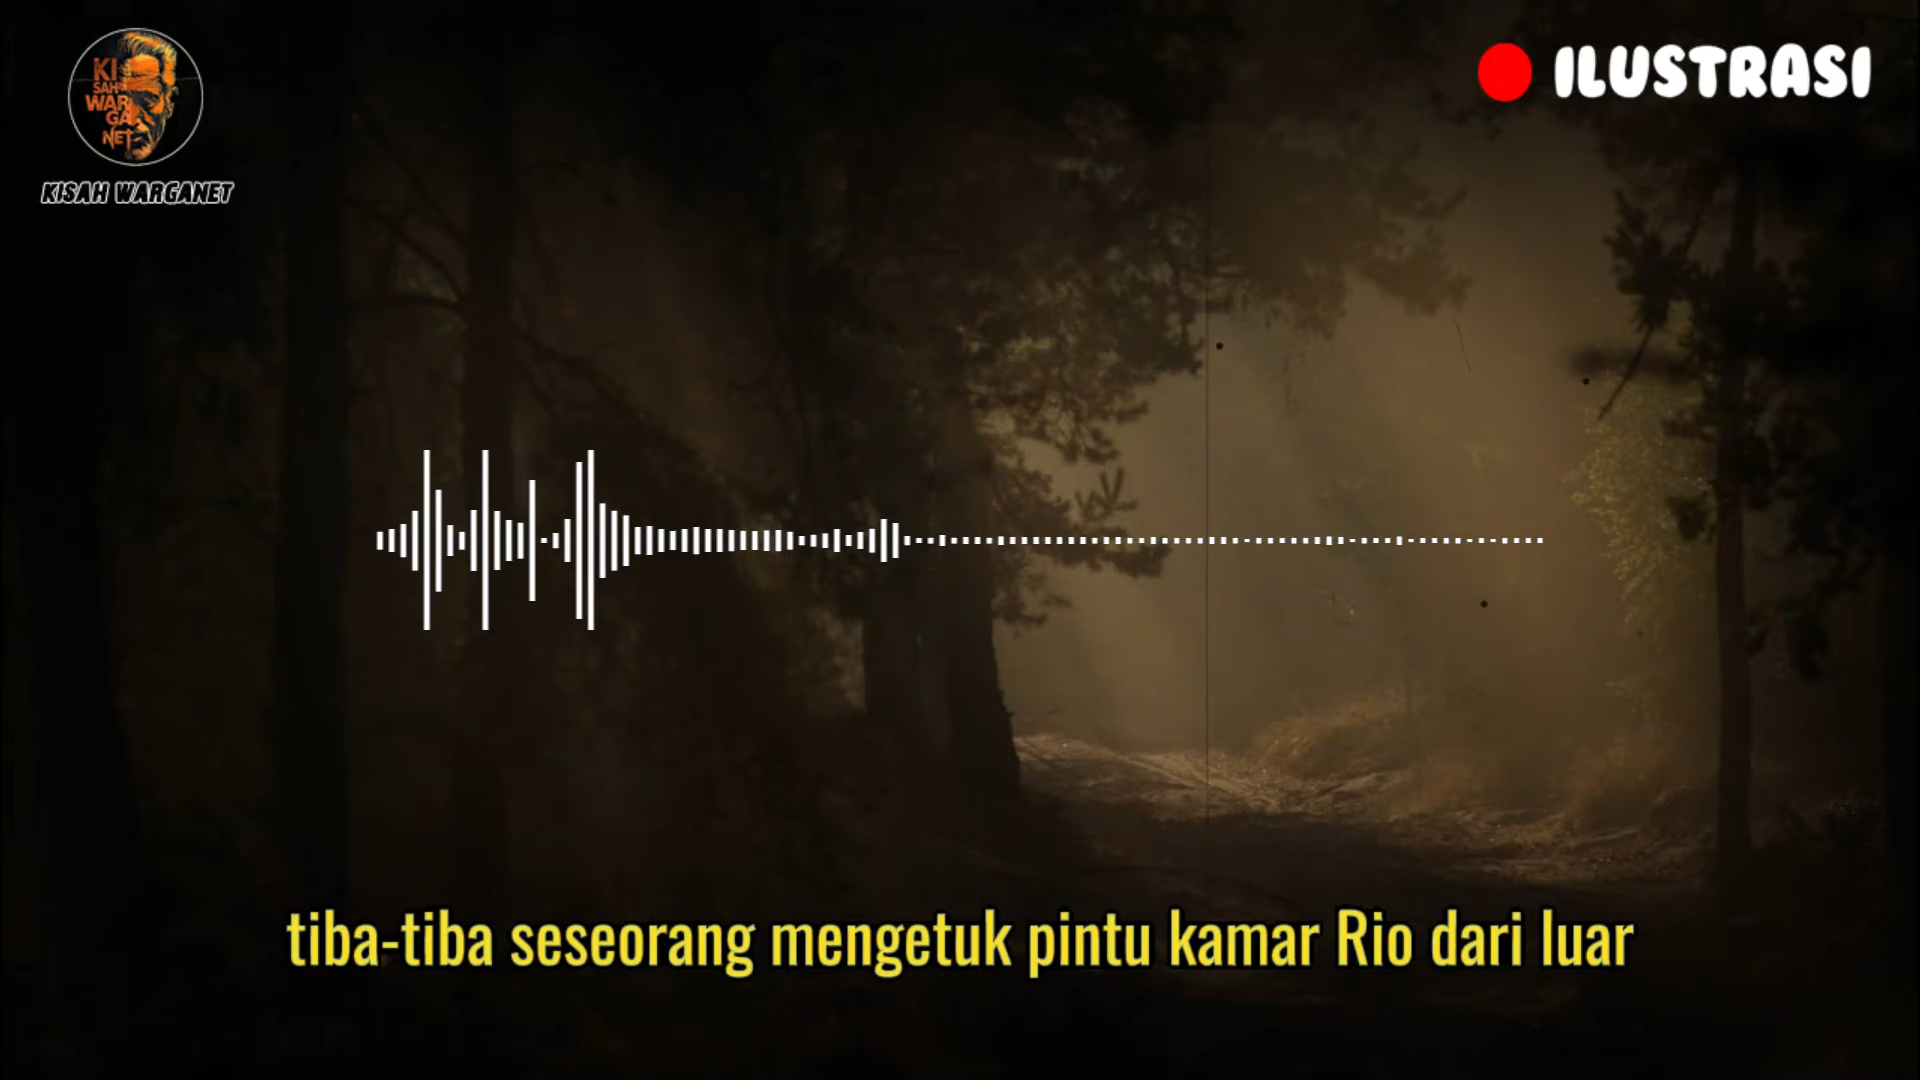 KI
SAH
WAR
GA
NET
KISAH WARGANET
ILUSTRASI
tiba-tiba seseorang mengetuk pintu kamar Rio dari luar